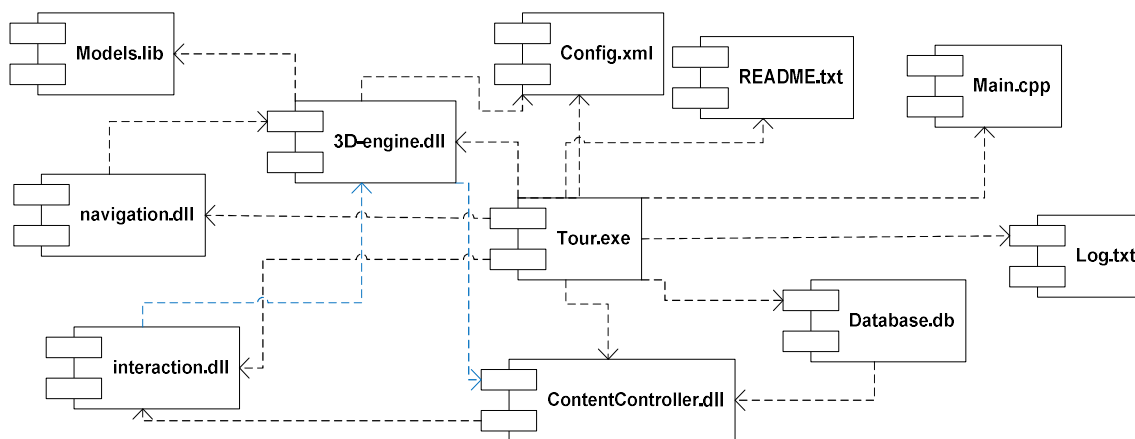 Models.lib
Config.xml
README.txt
Main.cpp
3D-engine.dll
navigation.dll
Tour.exe
Log.txt
Database.db
interaction.dll
ContentController.dll